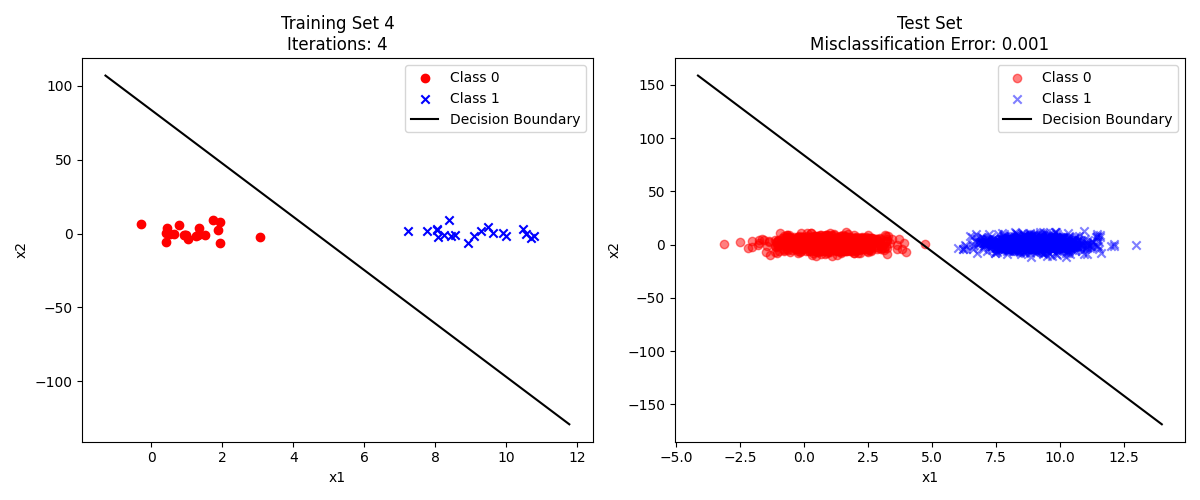 Training Set 4
Iterations: 4
Class 0
Class 1
Decision Boundary
100
50
0
−50
−100
x2
0
2
4
6
8
10
12
x1
Test Set
Misclassification Error: 0.001
Class 0
Class 1
Decision Boundary
150
100
50
0
−50
−100
−150
x2
−5.0
−2.5
0.0
2.5
5.0
7.5
10.0
12.5
x1